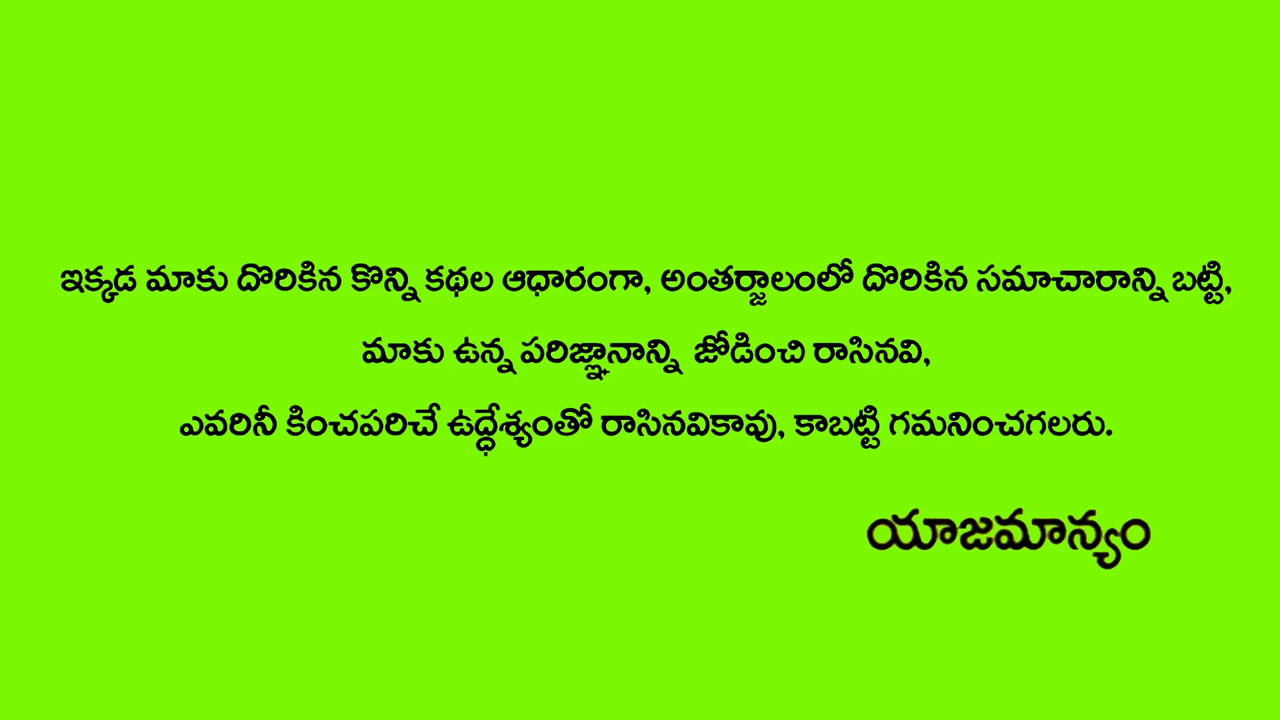 ఇక్కడ మాకు దొరికిన కొన్ని కథల ఆధారంగా, అంతర్జాలంలో దొరికిన సమాచారాన్ని బట్టి,
మాకు ఉన్న పరిజ్ఞానాన్ని జోడించి రాసినవి,
ఎవరినీ కించపరిచే ఉద్ధేశ్యంతో రాసినవికావు, కాబట్టి గమనించగలరు.
యాజమాన్యం